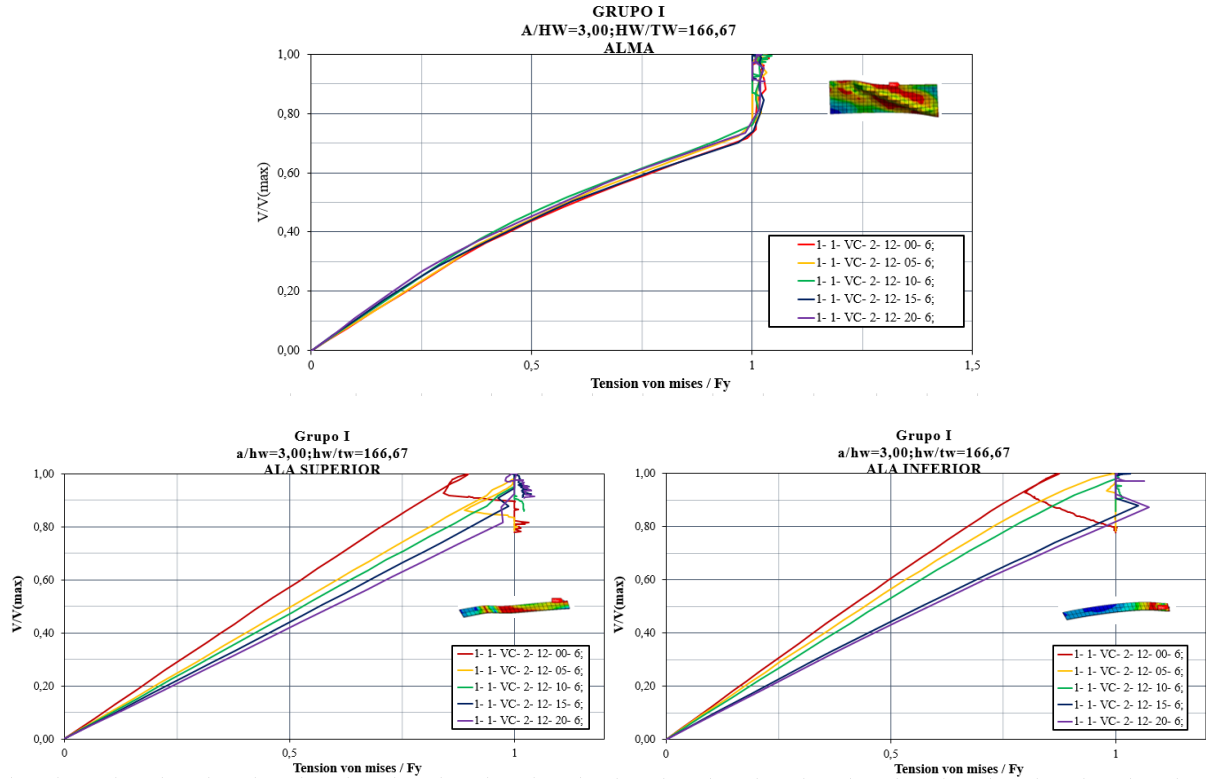 GRUPO I
A/HW=3,00;HW/TW=166,67
ALMA
1,00
0,80
0,60
0,40
0,20
0,00
V/V(max)
0
0,5
1
1,5
Tension von mises / Fy
1- 1- VC- 2- 12- 00- 6;
1- 1- VC- 2- 12- 05- 6;
1- 1- VC- 2- 12- 10- 6;
1- 1- VC- 2- 12- 15- 6;
1- 1- VC- 2- 12- 20- 6;
Grupo I
a/hw=3,00;hw/tw=166,67
ALA SUPERIOR
1,00
0,80
0,60
0,40
0,20
0,00
V/V(max)
0
0,5
1
Tension von mises / Fy
1- 1- VC- 2- 12- 00- 6;
1- 1- VC- 2- 12- 05- 6;
1- 1- VC- 2- 12- 10- 6;
1- 1- VC- 2- 12- 15- 6;
1- 1- VC- 2- 12- 20- 6;
Grupo I
a/hw=3,00;hw/tw=166,67
ALA INFERIOR
1,00
0,80
0,60
0,40
0,20
0,00
V/V(max)
0
0,5
1
Tension von mises / Fy
1- 1- VC- 2- 12- 00- 6;
1- 1- VC- 2- 12- 05- 6;
1- 1- VC- 2- 12- 10- 6;
1- 1- VC- 2- 12- 15- 6;
1- 1- VC- 2- 12- 20- 6;